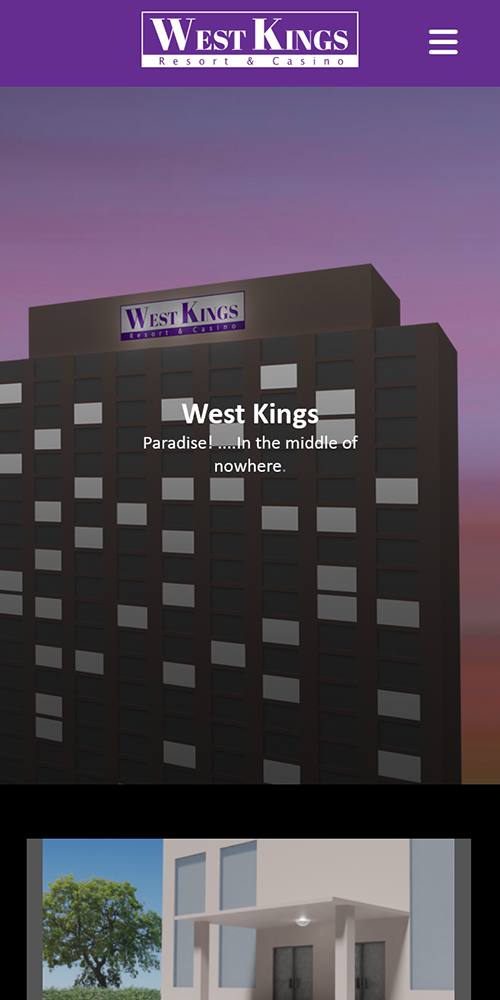 West Kings
Resort & Casino
West Kings
Resort & Casino
West Kings
Paradise! ....In the middle of
nowhere.